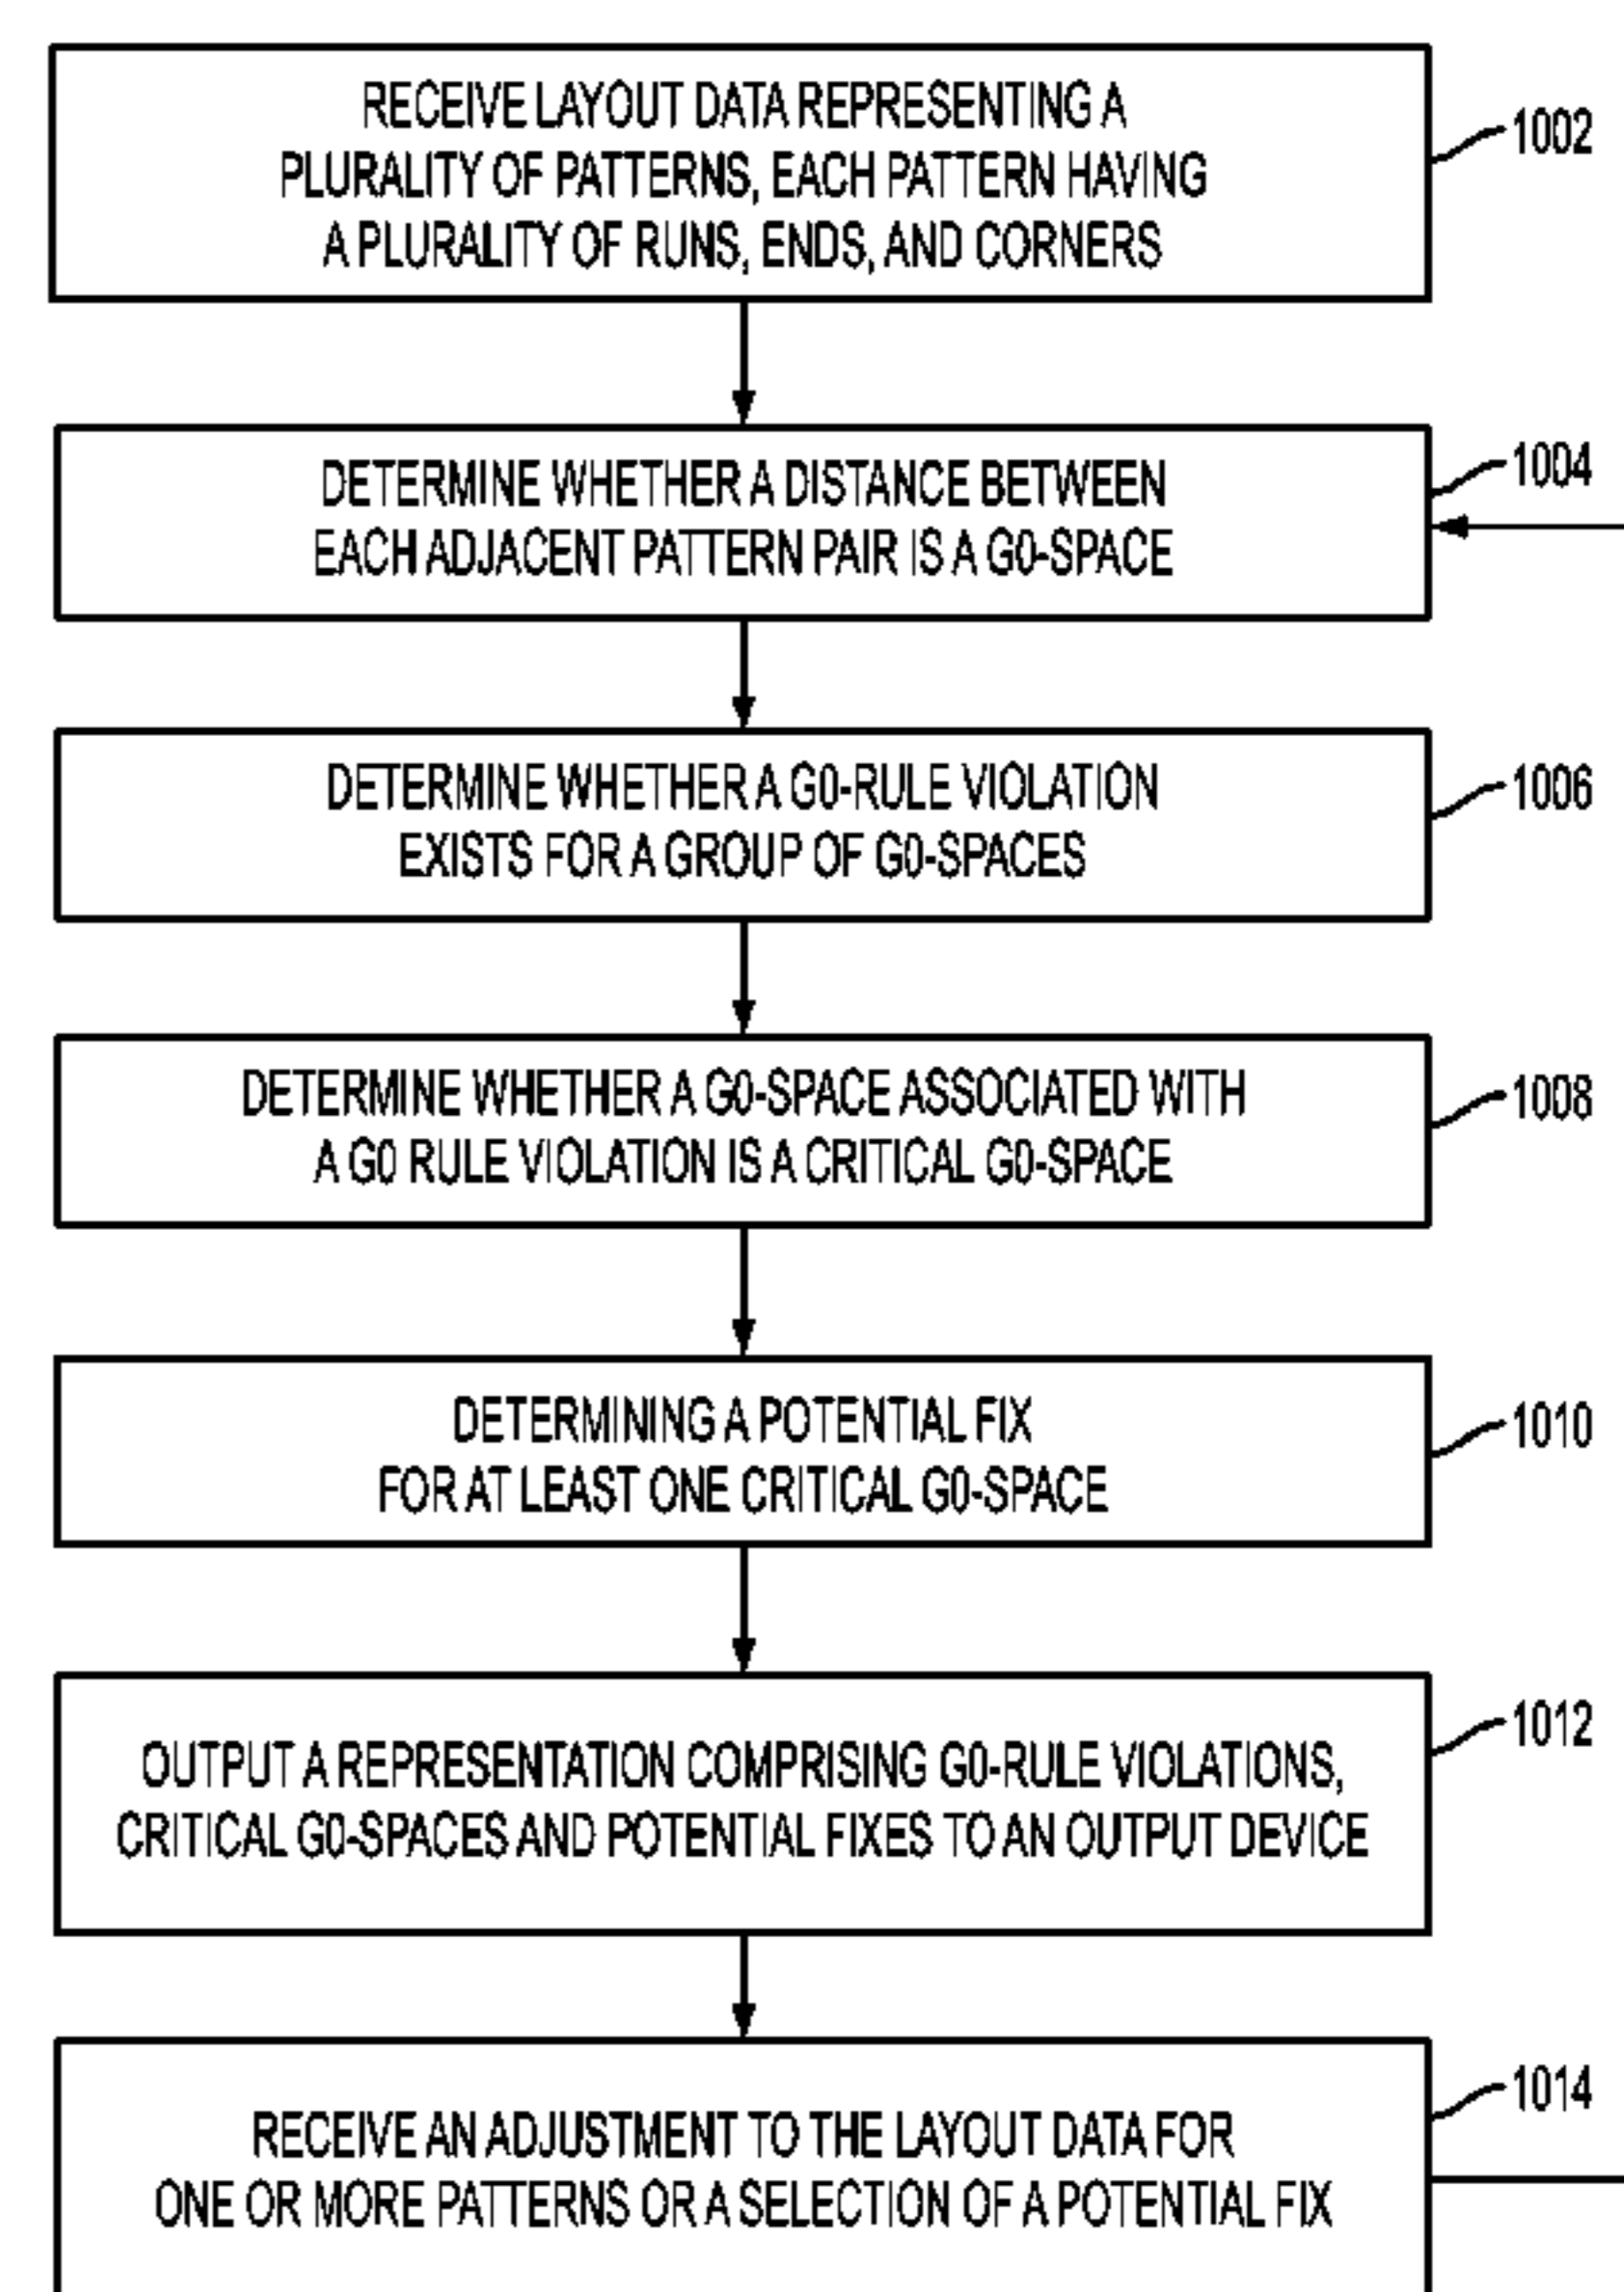 RECEIVE LAYOUT DATA REPRESENTING A
PLURALITY OF PATTERNS, EACH PATTERN HAVING
A PLURALITY OF RUNS, ENDS, AND CORNERS
1002
DETERMINE WHETHER A DISTANCE BETWEEN
EACH ADJACENT PATTERN PAIR IS A G0-SPACE
1004
DETERMINE WHETHER A G0-RULE VIOLATION
EXISTS FOR A GROUP OF G0-SPACES
1006
DETERMINE WHETHER A G0-SPACE ASSOCIATED WITH
A G0 RULE VIOLATION IS A CRITICAL G0-SPACE
1008
DETERMINING A POTENTIAL FIX
FOR AT LEAST ONE CRITICAL G0-SPACE
1010
OUTPUT A REPRESENTATION COMPRISING G0-RULE VIOLATIONS,
CRITICAL G0-SPACES AND POTENTIAL FIXES TO AN OUTPUT DEVICE
1012
RECEIVE AN ADJUSTMENT TO THE LAYOUT DATA FOR
ONE OR MORE PATTERNS OR A SELECTION OF A POTENTIAL FIX
1014